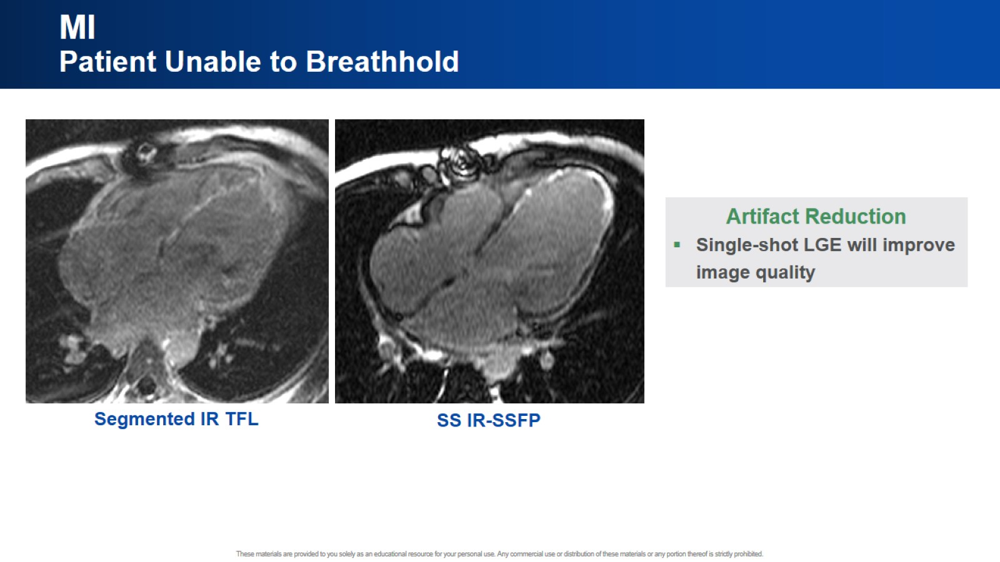 MI
Patient Unable to Breathhold
Artifact Reduction
▪ Single-shot LGE will improve
image quality
Segmented IR TFL
SS IR-SSFP
These materials are provided to you solely as an educational resource for your personal use. Any commercial use or distribution of these materials or any portion thereof is strictly prohibited.